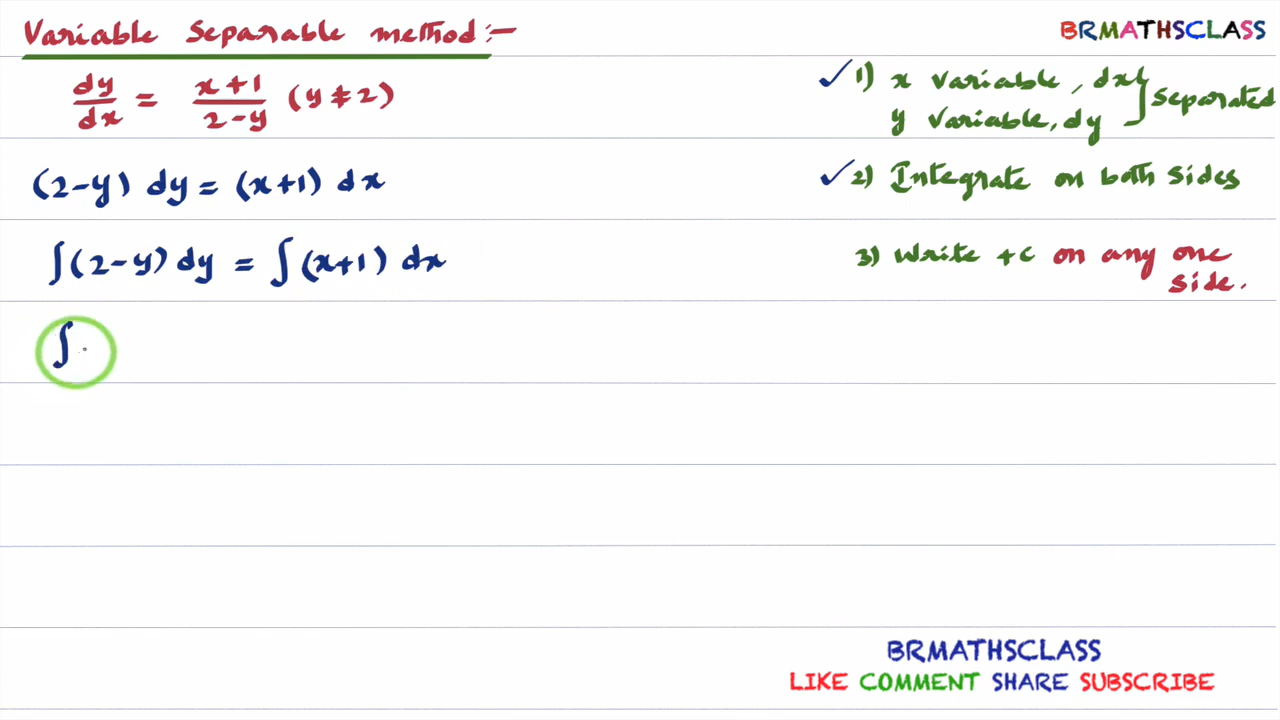 Variable Separable method:-
BRMATHSCLASS
dy/dx = x+1/2-y (y≠2)
✓1) x variable, dx } Separated
y variable, dy
(2-y) dy = (x+1) dx
✓2) Integrate on both sides
∫(2-y) dy = ∫(x+1) dx
3) Write +c on any one side.
∫
BRMATHSCLASS
LIKE COMMENT SHARE SUBSCRIBE